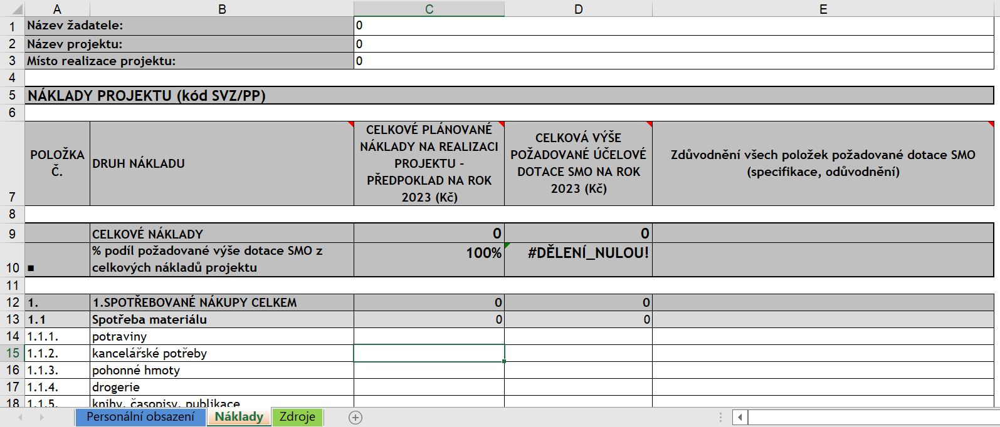 A B C D E
1 Název žadatele: 0
2 Název projektu: 0
3 Místo realizace projektu: 0
4
5 NÁKLADY PROJEKTU (kód SVZ/PP)
6
7 POLOŽKA Č. DRUH NÁKLADU
CELKOVÉ PLÁNOVANÉ
NÁKLADY NA REALIZACI
PROJEKTU -
PŘEDPOKLAD NA ROK
2023 (Kč)
CELKOVÁ VÝŠE
POŽADOVANÉ ÚČELOVÉ
DOTACE SMO NA ROK
2023 (Kč)
Zdůvodnění všech položek požadované dotace SMO
(specifikace, odůvodnění)
8
9 CELKOVÉ NÁKLADY 0 0
% podíl požadované výše dotace SMO z 100% #DĚLENÍ_NULOU!
10 ■ celkových nákladů projektu
11
12 1. 1.SPOTŘEBOVANÉ NÁKUPY CELKEM 0 0
13 1.1 Spotřeba materiálu 0 0
14 1.1.1. potraviny
15 1.1.2. kancelářské potřeby
16 1.1.3. pohonné hmoty
17 1.1.4. drogerie
18 1.1.5. knihy, časopisy, publikace
Personální obsazení Náklady Zdroje